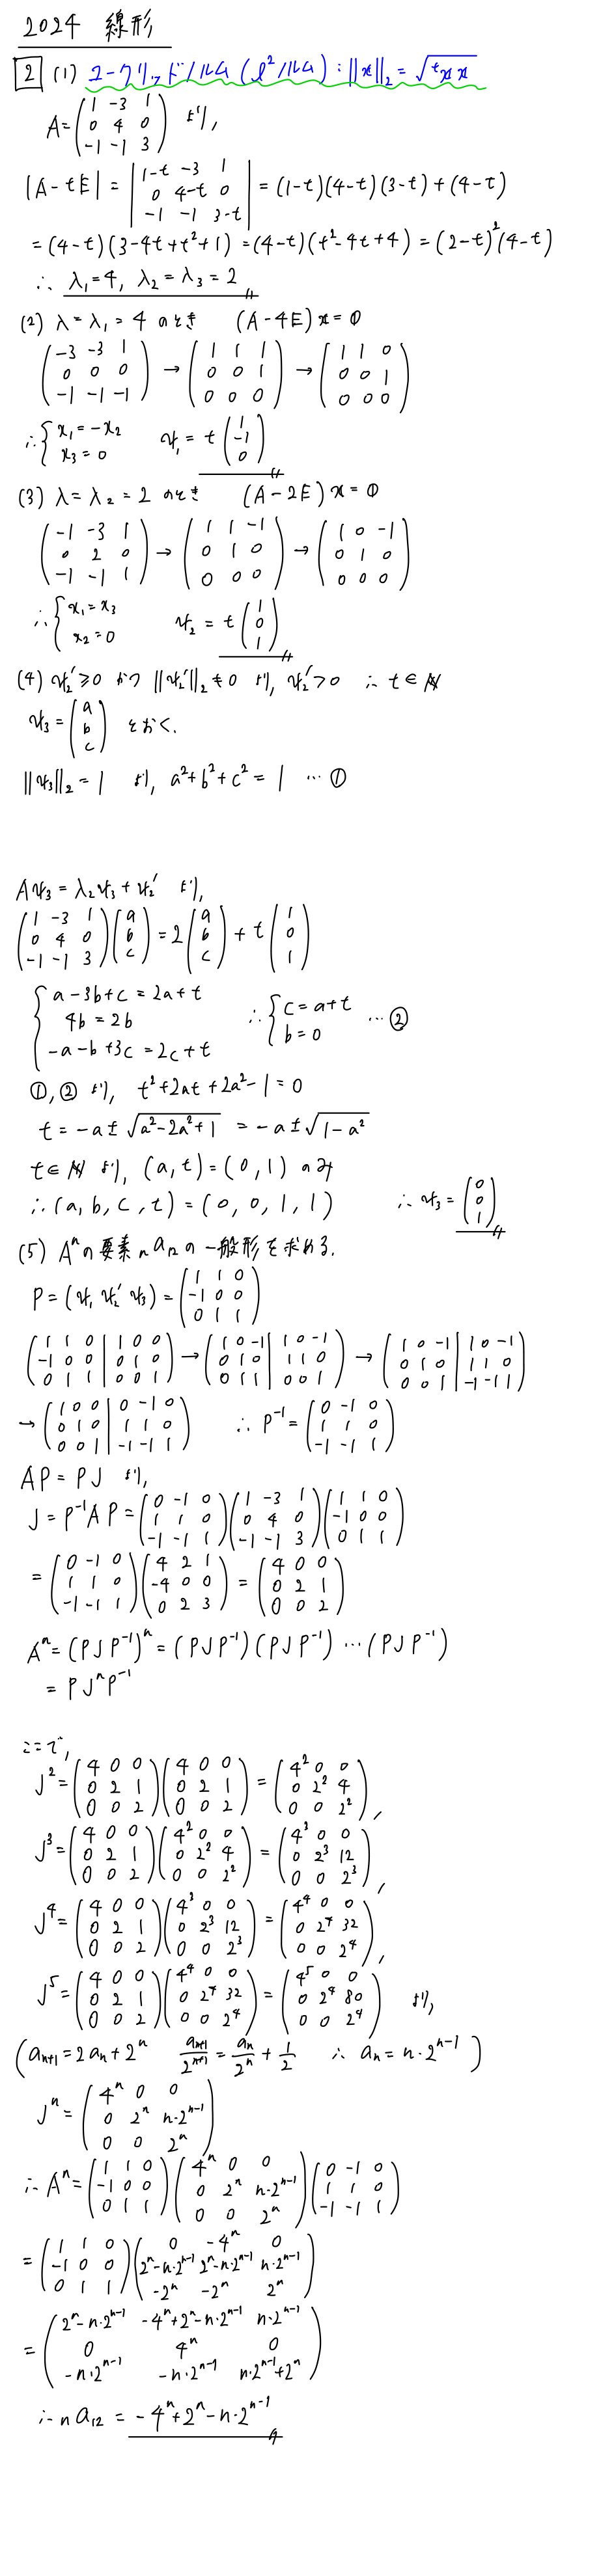 2024 線形
[2] (1) ユークリッドノルム (l²ノルム) : ||x||₂ = √(ᵗx x)
A = (1 -3 1 / 0 4 0 / -1 -1 3) より,
|A-tE| = |1-t -3 1 / 0 4-t 0 / -1 -1 3-t| = (1-t)(4-t)(3-t)+(4-t)
= (4-t)(3-4t+t²+1) = (4-t)(t²-4t+4) = (2-t)²(4-t)
∴ λ₁=4, λ₂=λ₃=2
(2) λ=λ₁=4 のとき (A-4E)x=0
(-3 -3 1 / 0 0 0 / -1 -1 -1) → (1 1 1 / 0 0 1 / 0 0 0) → (1 1 0 / 0 0 1 / 0 0 0)
∴ {x₁=-x₂ / x₃=0 𝒱₁ = t(1 / -1 / 0)
(3) λ=λ₂=2 のとき (A-2E)x=0
(-1 -3 1 / 0 2 0 / -1 -1 1) → (1 1 -1 / 0 1 0 / 0 0 0) → (1 0 -1 / 0 1 0 / 0 0 0)
∴ {x₁=x₃ / x₂=0 𝒱₂ = t(1 / 0 / 1)
(4) 𝒱₂'≥0 かつ ||𝒱₂'||₂≠0 より, 𝒱₂'>0 ∴ t∈ℕ
𝒱₃ = (a / b / c) とおく.
||𝒱₃||₂ = 1 より, a²+b²+c²=1 … ①
A𝒱₃ = λ₂𝒱₃+𝒱₂' より,
(1 -3 1 / 0 4 0 / -1 -1 3)(a / b / c) = 2(a / b / c) + t(1 / 0 / 1)
{a-3b+c=2a+t / 4b=2b / -a-b+3c=2c+t ∴ {c=a+t / b=0 … ②
①,② より, t²+2at+2a²-1=0
t = -a±√(a²-2a²+1) = -a±√(1-a²)
t∈ℕ より, (a,t)=(0,1) のみ
∴ (a,b,c,t)=(0,0,1,1) ∴ 𝒱₃ = (0 / 0 / 1)
(5) Aⁿの要素 ₙa₁₂の一般形を求める.
P = (𝒱₁ 𝒱₂' 𝒱₃) = (1 1 0 / -1 0 0 / 0 1 1)
(1 1 0 | 1 0 0 / -1 0 0 | 0 1 0 / 0 1 1 | 0 0 1) → (1 0 -1 | 1 0 -1 / 0 1 0 | 1 1 0 / 0 1 1 | 0 0 1) → (1 0 -1 | 1 0 -1 / 0 1 0 | 1 1 0 / 0 0 1 | -1 -1 1)
→ (1 0 0 | 0 -1 0 / 0 1 0 | 1 1 0 / 0 0 1 | -1 -1 1) ∴ P⁻¹ = (0 -1 0 / 1 1 0 / -1 -1 1)
AP = PJ より,
J = P⁻¹AP = (0 -1 0 / 1 1 0 / -1 -1 1)(1 -3 1 / 0 4 0 / -1 -1 3)(1 1 0 / -1 0 0 / 0 1 1)
= (0 -1 0 / 1 1 0 / -1 -1 1)(4 2 1 / -4 0 0 / 0 2 3) = (4 0 0 / 0 2 1 / 0 0 2)
Aⁿ = (PJP⁻¹)ⁿ = (PJP⁻¹)(PJP⁻¹)…(PJP⁻¹)
= PJⁿP⁻¹
ここで,
J² = (4 0 0 / 0 2 1 / 0 0 2)(4 0 0 / 0 2 1 / 0 0 2) = (4² 0 0 / 0 2² 4 / 0 0 2²),
J³ = (4 0 0 / 0 2 1 / 0 0 2)(4² 0 0 / 0 2² 4 / 0 0 2²) = (4³ 0 0 / 0 2³ 12 / 0 0 2³),
J⁴ = (4 0 0 / 0 2 1 / 0 0 2)(4³ 0 0 / 0 2³ 12 / 0 0 2³) = (4⁴ 0 0 / 0 2⁴ 32 / 0 0 2⁴),
J⁵ = (4 0 0 / 0 2 1 / 0 0 2)(4⁴ 0 0 / 0 2⁴ 32 / 0 0 2⁴) = (4⁵ 0 0 / 0 2⁴ 80 / 0 0 2⁴) より,
(aₙ₊₁=2aₙ+2ⁿ aₙ₊₁/2ⁿ⁺¹ = aₙ/2ⁿ + 1/2 ∴ aₙ=n·2ⁿ⁻¹)
Jⁿ = (4ⁿ 0 0 / 0 2ⁿ n·2ⁿ⁻¹ / 0 0 2ⁿ)
∴ Aⁿ = (1 1 0 / -1 0 0 / 0 1 1)(4ⁿ 0 0 / 0 2ⁿ n·2ⁿ⁻¹ / 0 0 2ⁿ)(0 -1 0 / 1 1 0 / -1 -1 1)
= (1 1 0 / -1 0 0 / 0 1 1)(0 -4ⁿ 0 / 2ⁿ-n·2ⁿ⁻¹ 2ⁿ-n·2ⁿ⁻¹ n·2ⁿ⁻¹ / -2ⁿ -2ⁿ 2ⁿ)
= (2ⁿ-n·2ⁿ⁻¹ -4ⁿ+2ⁿ-n·2ⁿ⁻¹ n·2ⁿ⁻¹ / 0 4ⁿ 0 / -n·2ⁿ⁻¹ -n·2ⁿ⁻¹ n·2ⁿ⁻¹+2ⁿ)
∴ ₙa₁₂ = -4ⁿ+2ⁿ-n·2ⁿ⁻¹